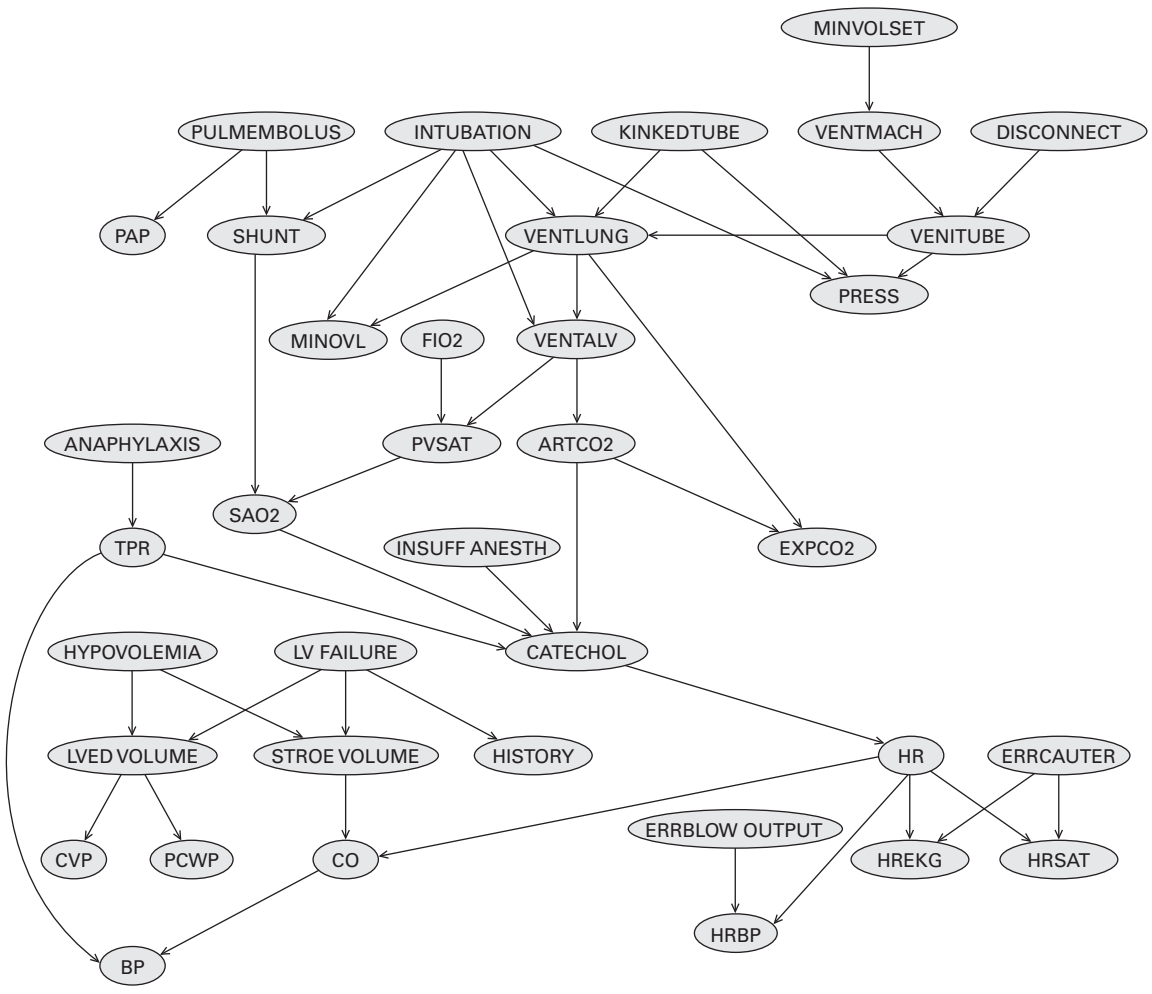 MINVOLSET
PULMEMBOLUS
INTUBATION
KINKEDTUBE
VENTMACH
DISCONNECT
PAP
SHUNT
VENTLUNG
VENITUBE
PRESS
MINOVL
FIO2
VENTALV
ANAPHYLAXIS
PVSAT
ARTCO2
SAO2
TPR
INSUFF ANESTH
EXPCO2
HYPOVOLEMIA
LV FAILURE
CATECHOL
LVED VOLUME
STROE VOLUME
HISTORY
HR
ERRCAUTER
ERRBLOW OUTPUT
CVP
PCWP
CO
HREKG
HRSAT
HRBP
BP